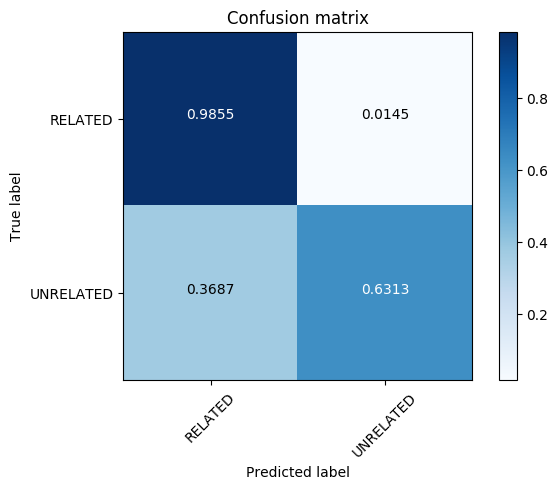 Confusion matrix
RELATED
0.9855
0.0145
UNRELATED
0.3687
0.6313
RELATED
UNRELATED
Predicted label
True label
0.8
0.6
0.4
0.2